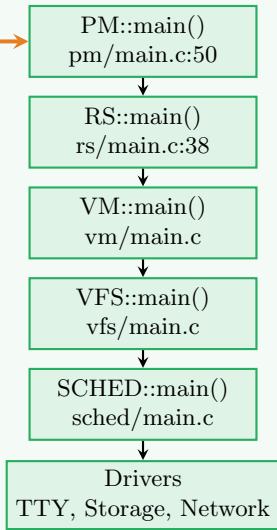 PM::main()
pm/main.c:50
RS::main()
rs/main.c:38
VM::main()
vm/main.c
VFS::main()
vfs/main.c
SCHED::main()
sched/main.c
Drivers
TTY, Storage, Network